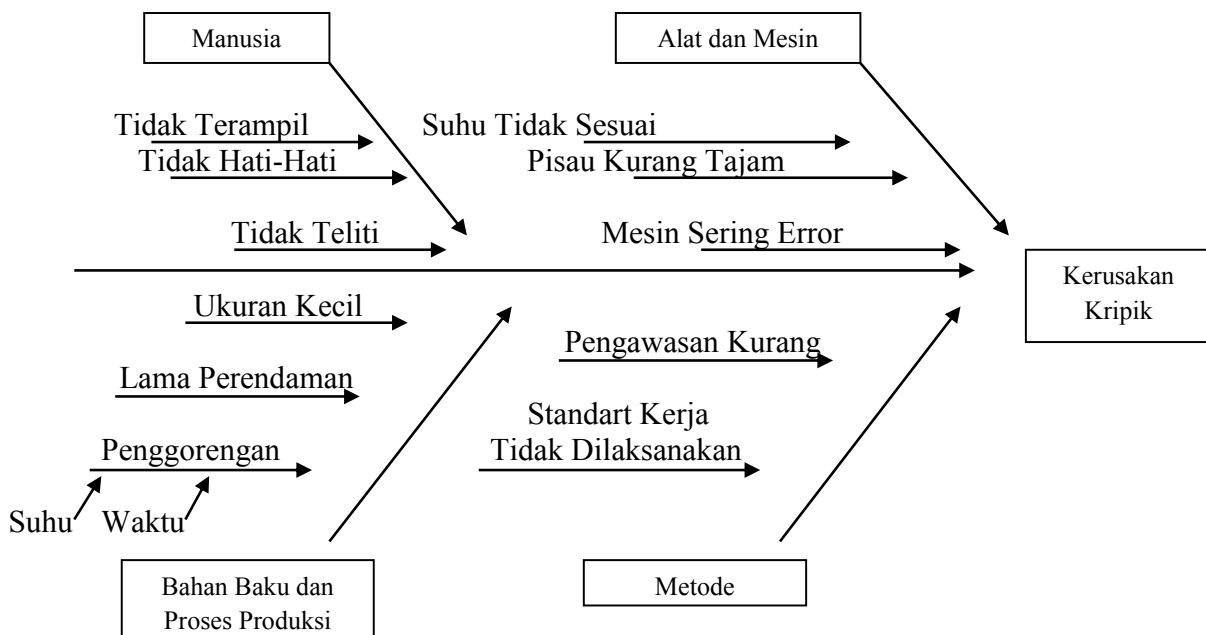 Manusia
Alat dan Mesin
Tidak Terampil
Suhu Tidak Sesuai
Tidak Hati-Hati
Pisau Kurang Tajam
Tidak Teliti
Mesin Sering Error
Kerusakan
Kripik
Ukuran Kecil
Pengawasan Kurang
Lama Perendaman
Standart Kerja
Tidak Dilaksanakan
Penggorengan
Suhu
Waktu
Bahan Baku dan
Proses Produksi
Metode